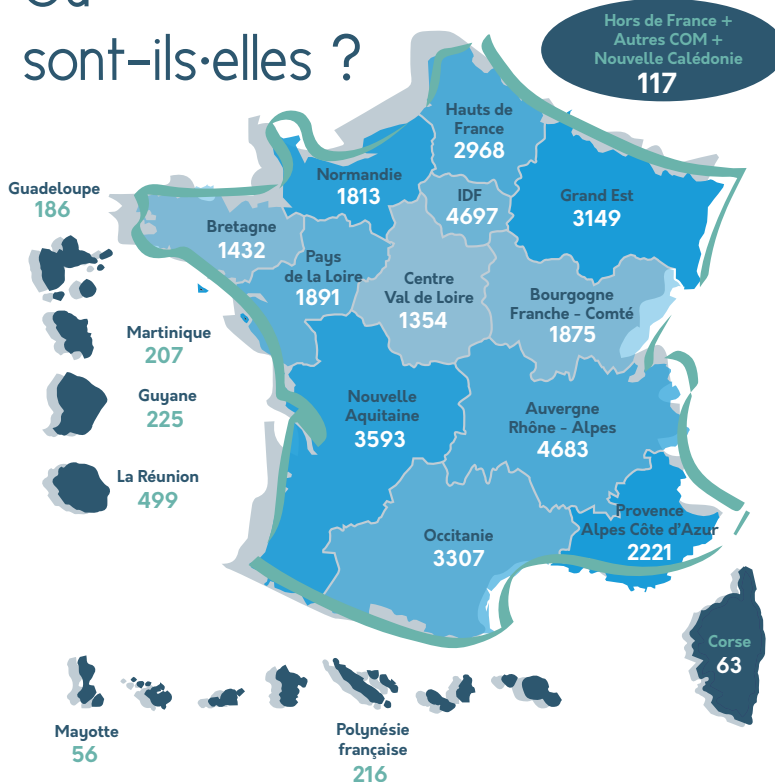 sont-ils·elles ?
Hors de France +
Autres COM +
Nouvelle Calédonie
117
Hauts de
France
2968
Normandie
1813
IDF
4697
Grand Est
3149
Guadeloupe
186
Bretagne
1432
Pays
de la Loire
1891
Centre
Val de Loire
1354
Bourgogne
Franche - Comté
1875
Martinique
207
Guyane
225
Nouvelle
Aquitaine
3593
Auvergne
Rhône - Alpes
4683
La Réunion
499
Occitanie
3307
Provence
Alpes Côte d'Azur
2221
Corse
63
Mayotte
56
Polynésie
française
216